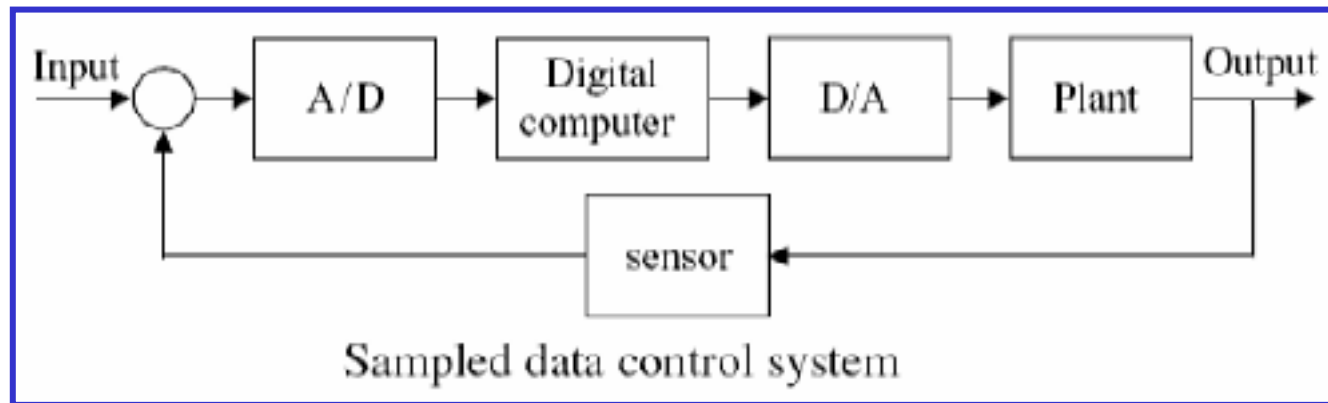 Input
A/D
Digital
computer
D/A
Plant
Output
sensor
Sampled data control system